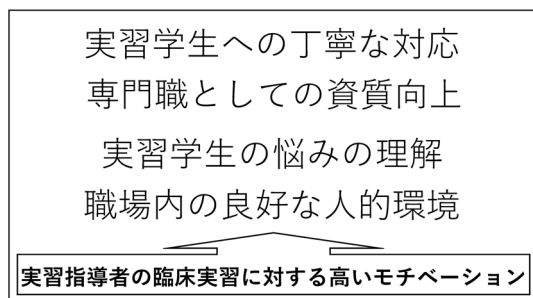 実習学生への丁寧な対応
専門職としての資質向上
実習学生の悩みの理解
職場内の良好な人的環境
実習指導者の臨床実習に対する高いモチベーション